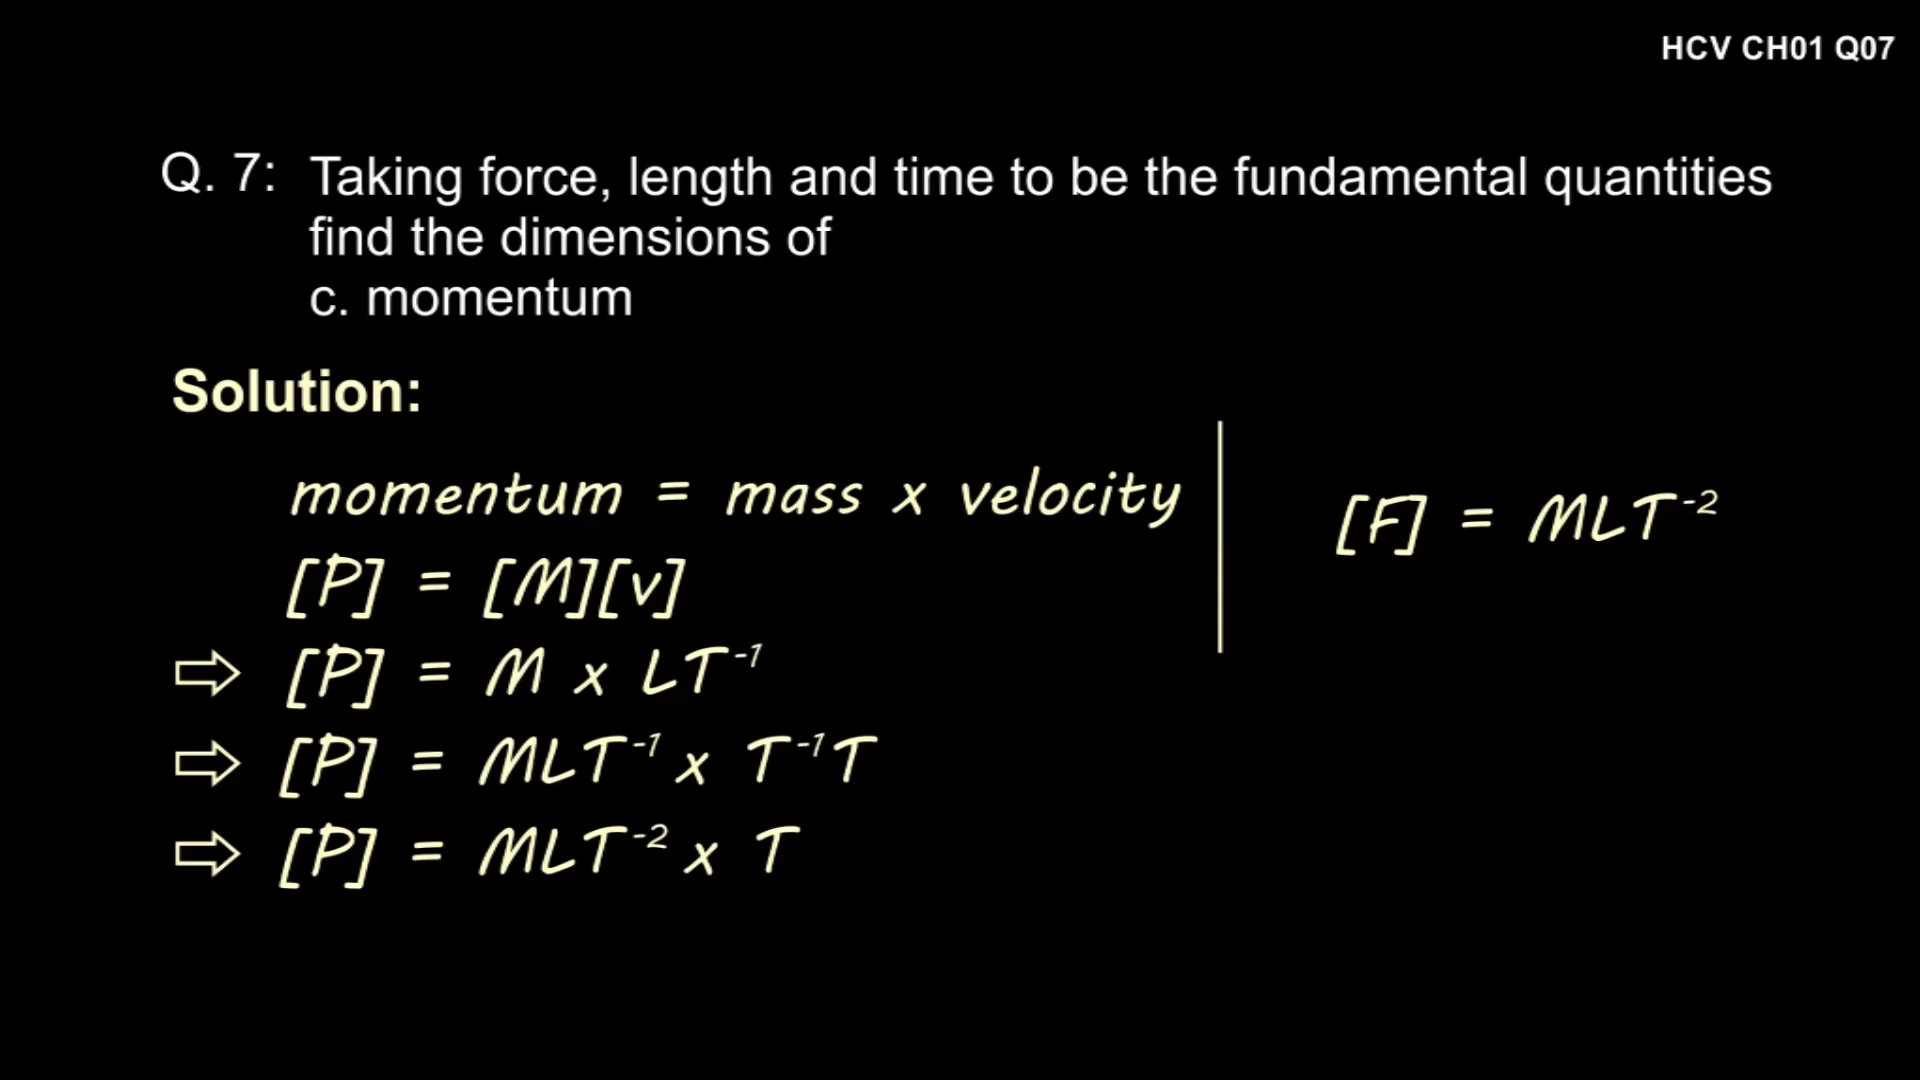 HCV CH01 Q07
Q. 7: Taking force, length and time to be the fundamental quantities
find the dimensions of
c. momentum
Solution:
momentum = mass x velocity
[F] = MLT⁻²
[P] = [M][v]
⇨ [P] = M x LT⁻¹
⇨ [P] = MLT⁻¹ x T⁻¹T
⇨ [P] = MLT⁻² x T